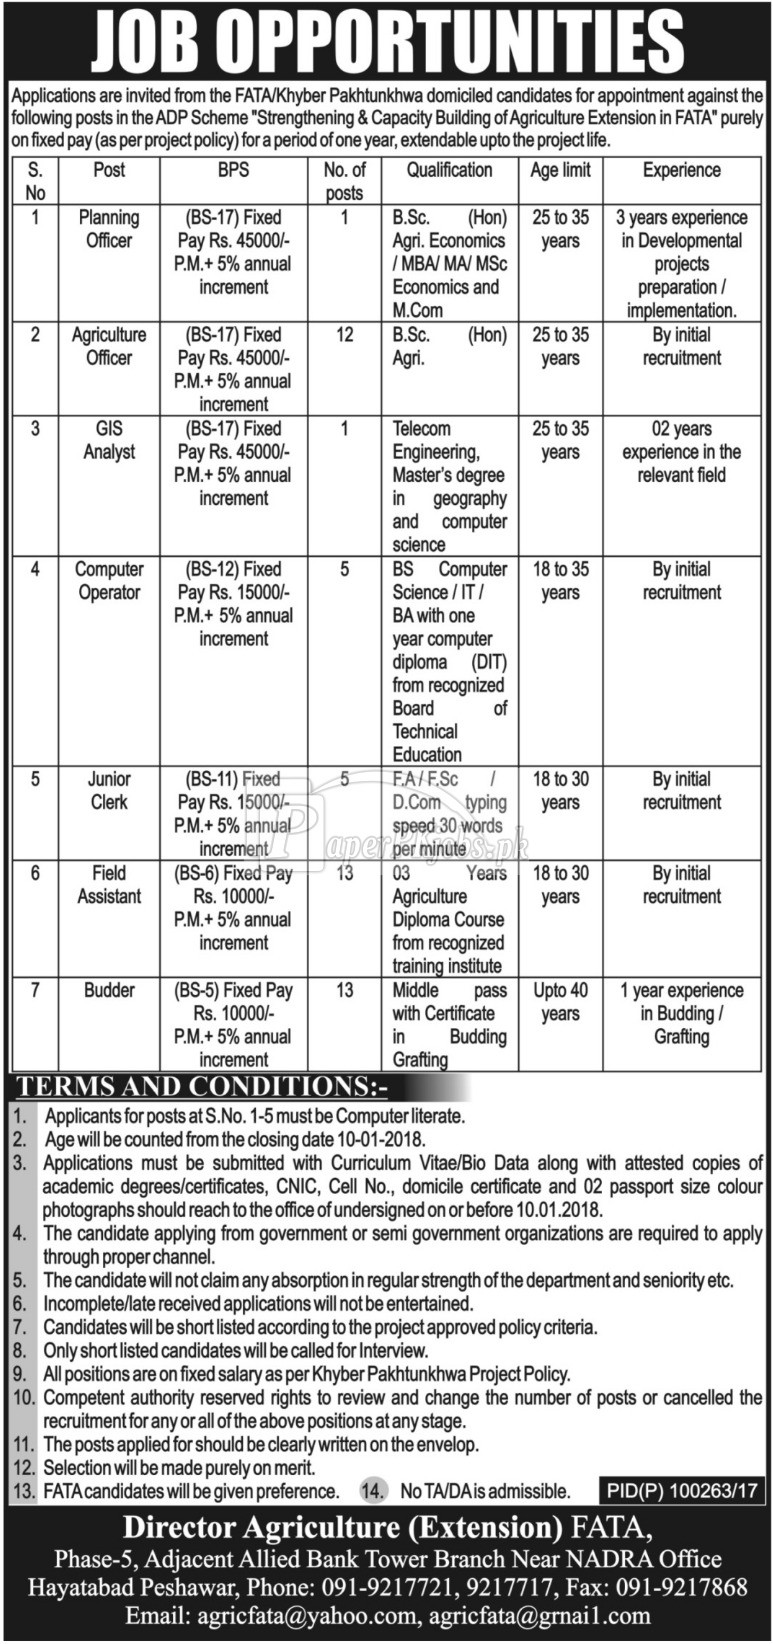 JOB OPPORTUNITIES
Applications are invited from the FATA/Khyber Pakhtunkhwa domiciled candidates for appointment against the
following posts in the ADP Scheme "Strengthening & Capacity Building of Agriculture Extension in FATA" purely
on fixed pay (as per project policy) for a period of one year, extendable upto the project life.
S. No Post BPS No. of posts Qualification Age limit Experience
1 Planning Officer (BS-17) Fixed Pay Rs. 45000/- P.M.+ 5% annual increment 1 B.Sc. (Hon) Agri. Economics / MBA/ MA/ MSc Economics and M.Com 25 to 35 years 3 years experience in Developmental projects preparation / implementation.
2 Agriculture Officer (BS-17) Fixed Pay Rs. 45000/- P.M.+ 5% annual increment 12 B.Sc. (Hon) Agri. 25 to 35 years By initial recruitment
3 GIS Analyst (BS-17) Fixed Pay Rs. 45000/- P.M.+ 5% annual increment 1 Telecom Engineering, Master's degree in geography and computer science 25 to 35 years 02 years experience in the relevant field
4 Computer Operator (BS-12) Fixed Pay Rs. 15000/- P.M.+ 5% annual increment 5 BS Computer Science / IT / BA with one year computer diploma (DIT) from recognized Board of Technical Education 18 to 35 years By initial recruitment
5 Junior Clerk (BS-11) Fixed Pay Rs. 15000/- P.M.+ 5% annual increment 5 F.A/ F.Sc / D.Com typing speed 30 words per minute 18 to 30 years By initial recruitment
PaperPkjobs.pk
6 Field Assistant (BS-6) Fixed Pay Rs. 10000/- P.M.+ 5% annual increment 13 03 Years Agriculture Diploma Course from recognized training institute 18 to 30 years By initial recruitment
7 Budder (BS-5) Fixed Pay Rs. 10000/- P.M.+ 5% annual increment 13 Middle pass with Certificate in Budding Grafting Upto 40 years 1 year experience in Budding / Grafting
TERMS AND CONDITIONS:-
1. Applicants for posts at S.No. 1-5 must be Computer literate.
2. Age will be counted from the closing date 10-01-2018.
3. Applications must be submitted with Curriculum Vitae/Bio Data along with attested copies of
academic degrees/certificates, CNIC, Cell No., domicile certificate and 02 passport size colour
photographs should reach to the office of undersigned on or before 10.01.2018.
4. The candidate applying from government or semi government organizations are required to apply
through proper channel.
5. The candidate will not claim any absorption in regular strength of the department and seniority etc.
6. Incomplete/late received applications will not be entertained.
7. Candidates will be short listed according to the project approved policy criteria.
8. Only short listed candidates will be called for Interview.
9. All positions are on fixed salary as per Khyber Pakhtunkhwa Project Policy.
10. Competent authority reserved rights to review and change the number of posts or cancelled the
recruitment for any or all of the above positions at any stage.
11. The posts applied for should be clearly written on the envelop.
12. Selection will be made purely on merit.
13. FATA candidates will be given preference. 14. No TA/DA is admissible. PID(P) 100263/17
Director Agriculture (Extension) FATA,
Phase-5, Adjacent Allied Bank Tower Branch Near NADRA Office
Hayatabad Peshawar, Phone: 091-9217721, 9217717, Fax: 091-9217868
Email: agricfata@yahoo.com, agricfata@grnai1.com